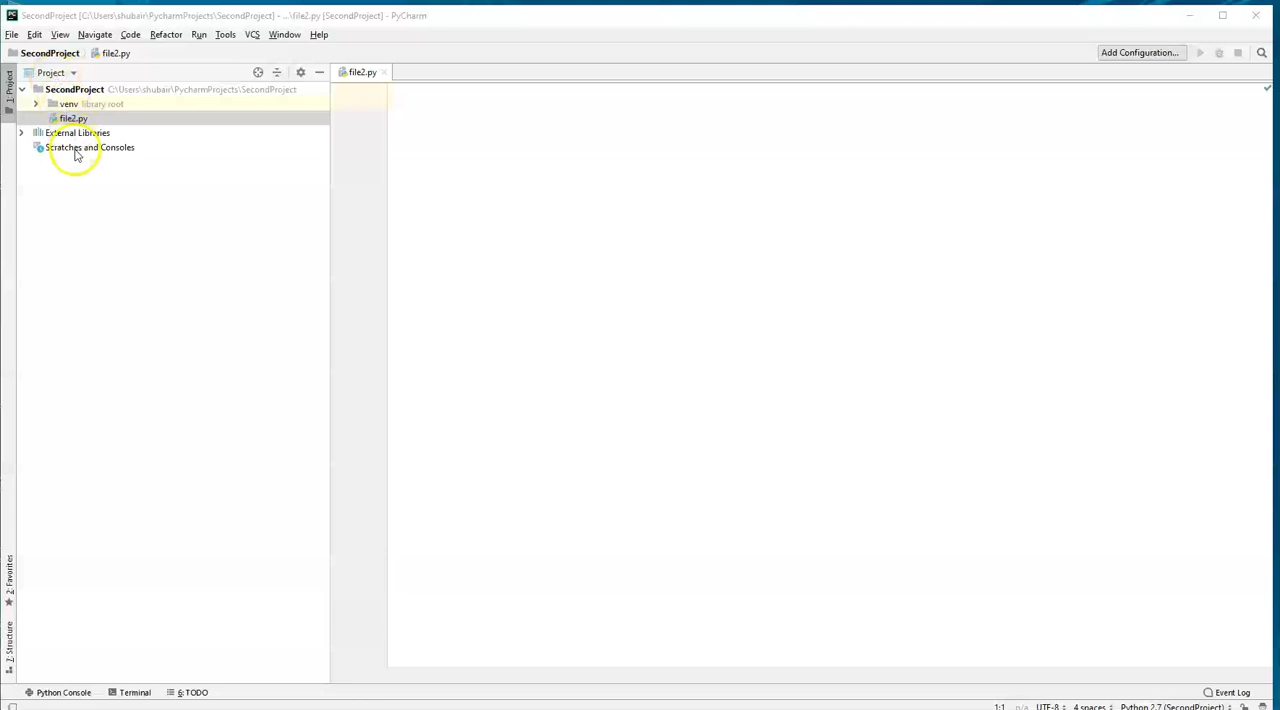 PC SecondProject [C:\Users\shubair\PycharmProjects\SecondProject] - ...\file2.py [SecondProject] - PyCharm
File Edit View Navigate Code Refactor Run Tools VCS Window Help
SecondProject file2.py Add Configuration...
1: Project
Project file2.py
SecondProject C:\Users\shubair\PycharmProjects\SecondProject
venv library root
file2.py
External Libraries
Scratches and Consoles
2: Favorites
7: Structure
Python Console Terminal 6: TODO Event Log
1:1 n/a UTF-8 4 spaces Python 2.7 (SecondProject)